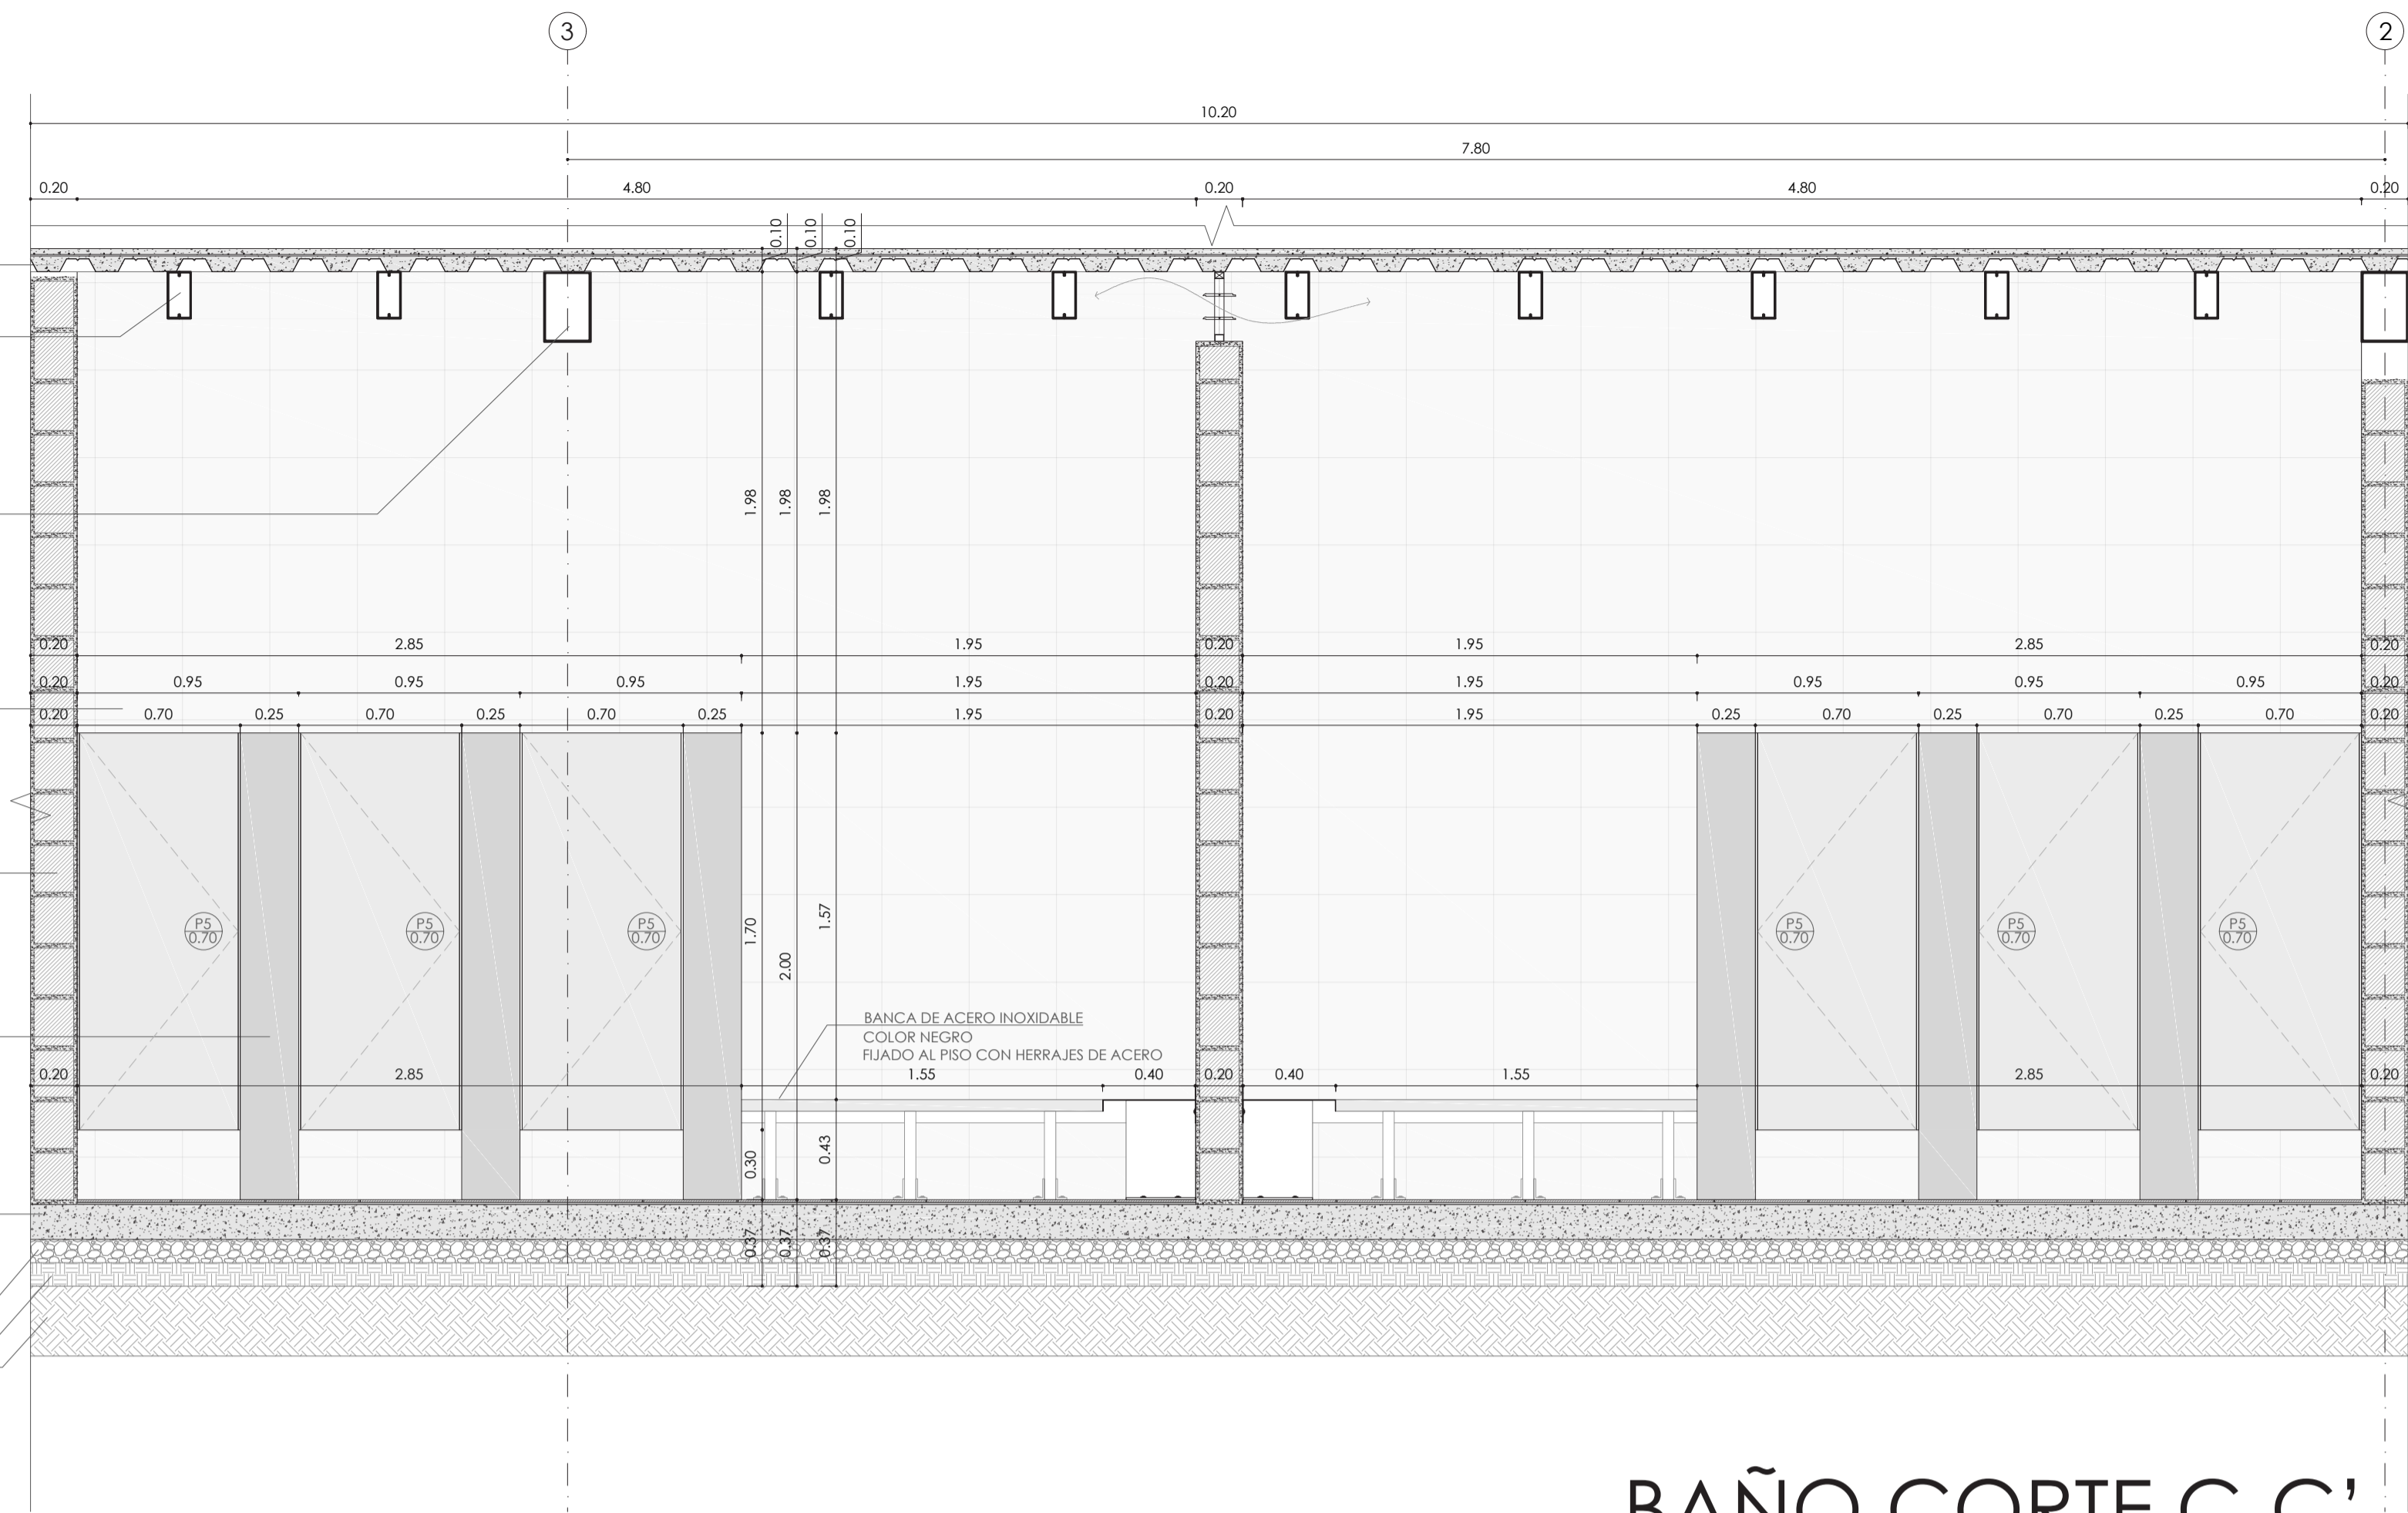 3
2
10.20
7.80
0.20 4.80 0.20 4.80 0.20
0.10 0.10 0.10
1.98 1.98 1.98
0.20 2.85 1.95 0.20 1.95 2.85 0.20
0.20 0.95 0.95 0.95 1.95 0.20 1.95 0.95 0.95 0.95 0.20
0.20 0.70 0.25 0.70 0.25 0.70 0.25 1.95 0.20 1.95 0.25 0.70 0.25 0.70 0.25 0.70 0.20
1.70 2.00 1.57
P5 P5 P5 P5 P5 P5
0.70 0.70 0.70 0.70 0.70 0.70
BANCA DE ACERO INOXIDABLE
COLOR NEGRO
FIJADO AL PISO CON HERRAJES DE ACERO
0.20 2.85 1.55 0.40 0.20 0.40 1.55 2.85 0.20
0.30 0.43
0.37 0.37 0.37
BAÑO CORTE C-C'